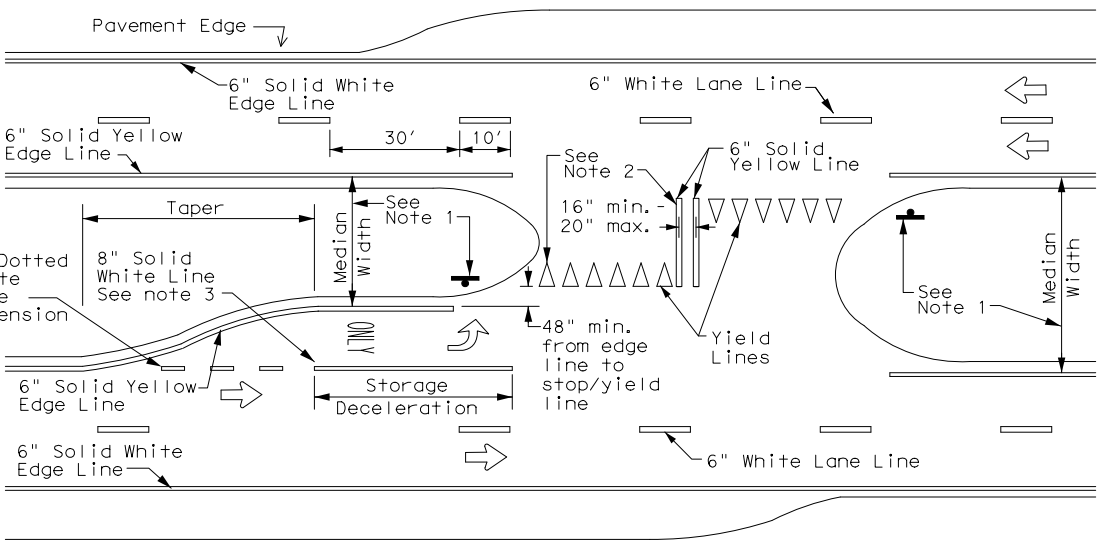 Pavement Edge
6" Solid White
Edge Line
6" White Lane Line
6" Solid Yellow
Edge Line
30'
10'
See
Note 2
6" Solid
Yellow Line
Taper
See
Note 1
16" min.
20" max.
Median
Width
Dotted
8" Solid
White Line
See note 3
ONLY
48" min.
from edge
line to
stop/yield
line
Yield
Lines
See
Note 1
Median
Width
6" Solid Yellow
Edge Line
Storage
Deceleration
6" Solid White
Edge Line
6" White Lane Line